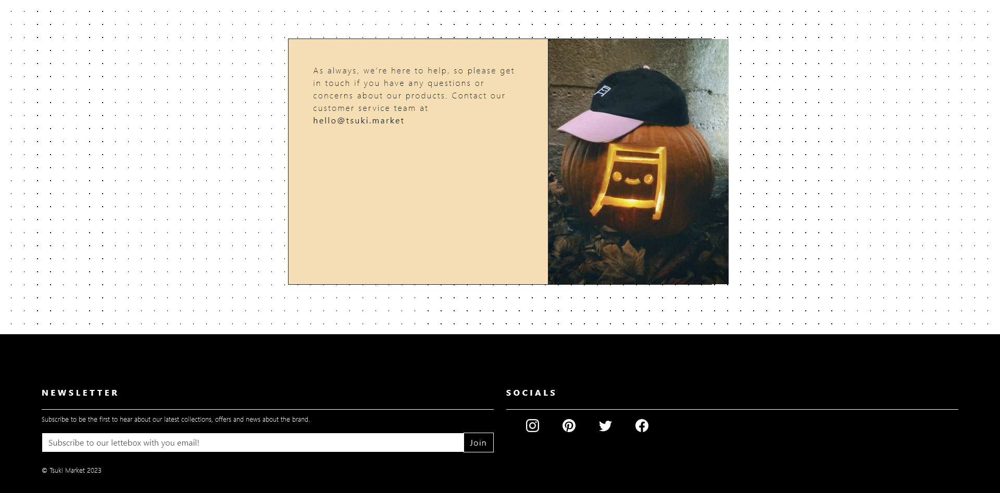 As always, we’re here to help, so please get
in touch if you have any questions or
concerns about our products. Contact our
customer service team at
hello@tsuki.market
NEWSLETTER
Subscribe to be the first to hear about our latest collections, offers and news about the brand.
Subscribe to our lettebox with you email!
Join
© Tsuki Market 2023
SOCIALS